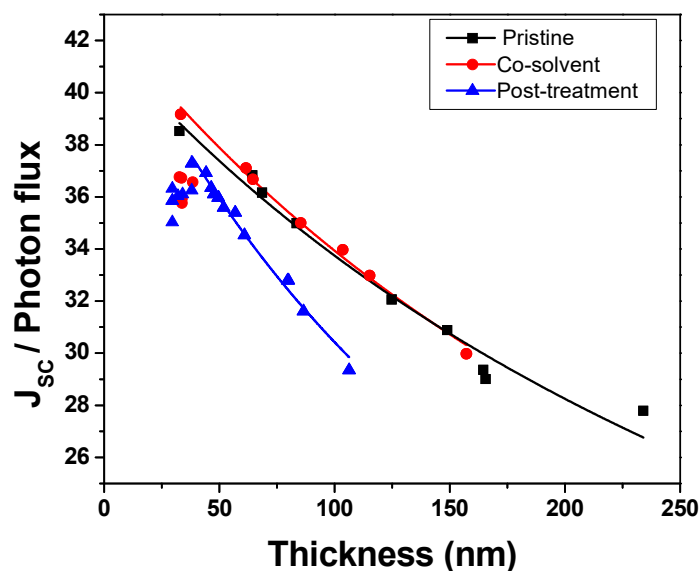 42
40
38
36
34
32
30
28
26
J_SC / Photon flux
Pristine
Co-solvent
Post-treatment
0 50 100 150 200 250
Thickness (nm)